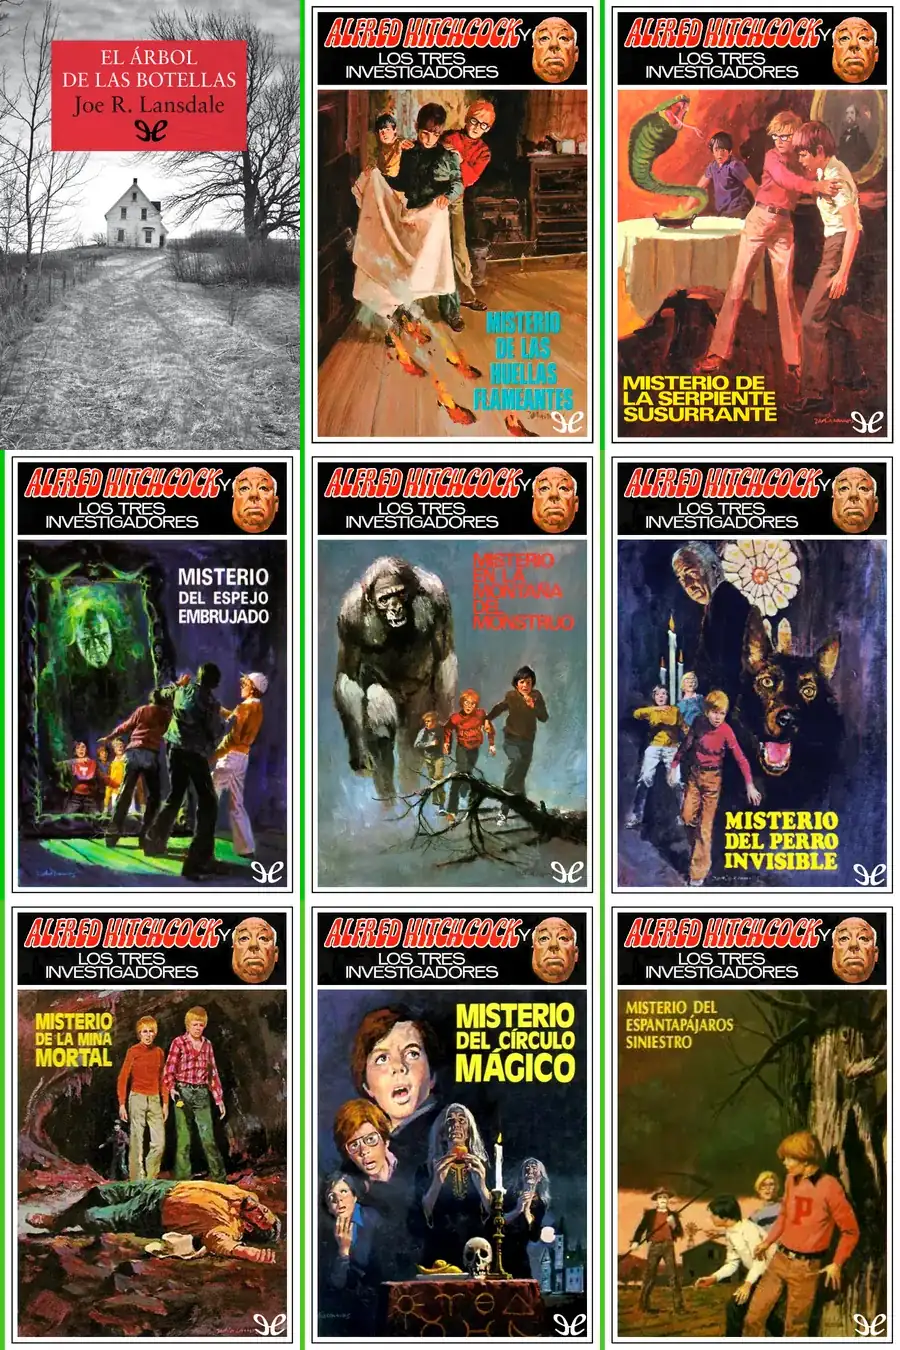 EL ÁRBOL
DE LAS BOTELLAS
Joe R. Lansdale
ALFRED HITCHCOCK Y
LOS TRES
INVESTIGADORES
MISTERIO
DE LAS
HUELLAS
FLAMEANTES
ALFRED HITCHCOCK Y
LOS TRES
INVESTIGADORES
MISTERIO DE
LA SERPIENTE
SUSURRANTE
ALFRED HITCHCOCK Y
LOS TRES
INVESTIGADORES
MISTERIO
DEL ESPEJO
EMBRUJADO
ALFRED HITCHCOCK Y
LOS TRES
INVESTIGADORES
MISTERIO
EN LA
MONTAÑA
DEL
MONSTRUO
ALFRED HITCHCOCK Y
LOS TRES
INVESTIGADORES
MISTERIO
DEL PERRO
INVISIBLE
ALFRED HITCHCOCK Y
LOS TRES
INVESTIGADORES
MISTERIO
DE LA MINA
MORTAL
ALFRED HITCHCOCK Y
LOS TRES
INVESTIGADORES
MISTERIO
DEL CÍRCULO
MÁGICO
ALFRED HITCHCOCK Y
LOS TRES
INVESTIGADORES
MISTERIO DEL
ESPANTAPÁJAROS
SINIESTRO
P